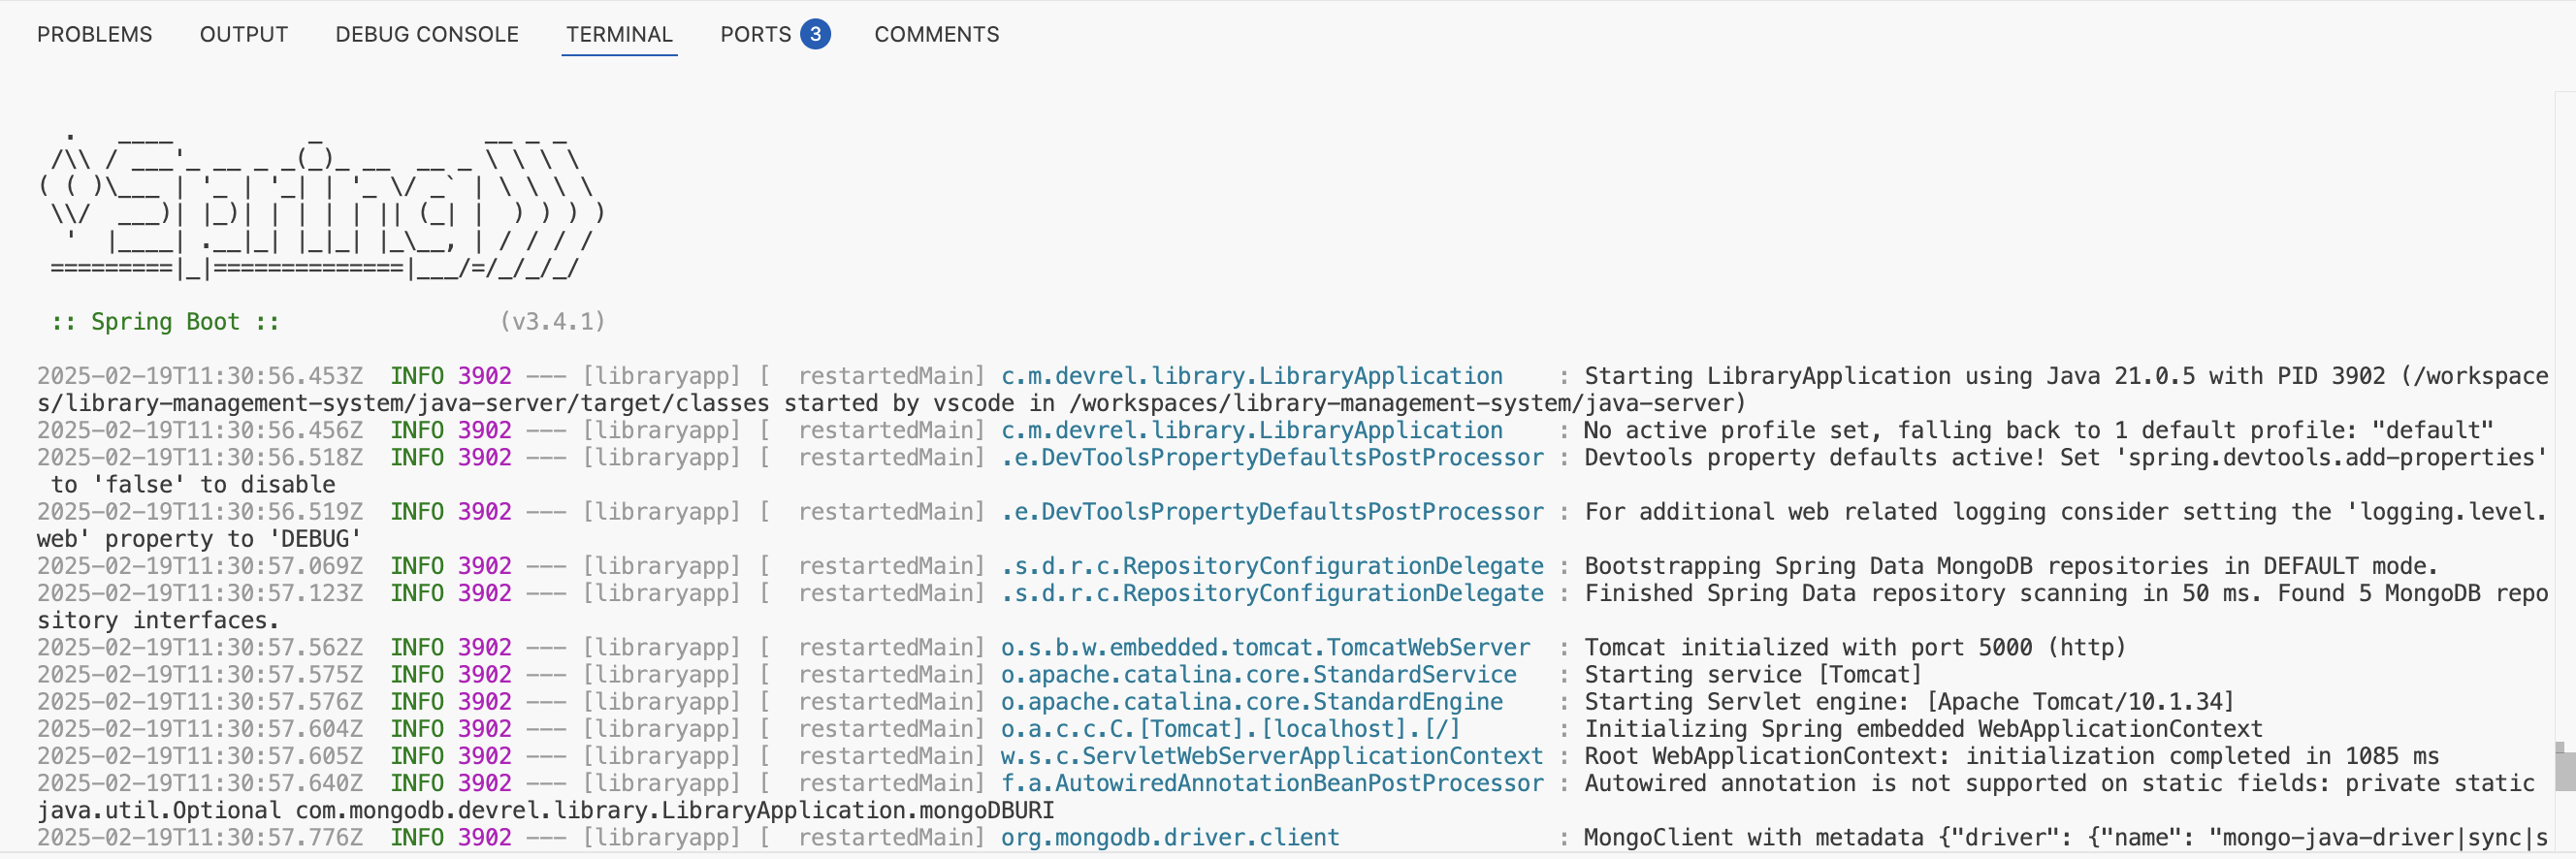 PROBLEMS OUTPUT DEBUG CONSOLE TERMINAL PORTS 3 COMMENTS
  .   ____          _            __ _ _
 /\\ / ___'_ __ _ _(_)_ __  __ _ \ \ \ \
( ( )\___ | '_ | '_| | '_ \/ _` | \ \ \ \
 \\/  ___)| |_)| | | | | || (_| |  ) ) ) )
  '  |____| .__|_| |_|_| |_\__, | / / / /
 =========|_|==============|___/=/_/_/_/
 :: Spring Boot ::                (v3.4.1)
2025-02-19T11:30:56.453Z  INFO 3902 --- [libraryapp] [  restartedMain] c.m.devrel.library.LibraryApplication    : Starting LibraryApplication using Java 21.0.5 with PID 3902 (/workspace
s/library-management-system/java-server/target/classes started by vscode in /workspaces/library-management-system/java-server)
2025-02-19T11:30:56.456Z  INFO 3902 --- [libraryapp] [  restartedMain] c.m.devrel.library.LibraryApplication    : No active profile set, falling back to 1 default profile: "default"
2025-02-19T11:30:56.518Z  INFO 3902 --- [libraryapp] [  restartedMain] .e.DevToolsPropertyDefaultsPostProcessor : Devtools property defaults active! Set 'spring.devtools.add-properties'
 to 'false' to disable
2025-02-19T11:30:56.519Z  INFO 3902 --- [libraryapp] [  restartedMain] .e.DevToolsPropertyDefaultsPostProcessor : For additional web related logging consider setting the 'logging.level.
web' property to 'DEBUG'
2025-02-19T11:30:57.069Z  INFO 3902 --- [libraryapp] [  restartedMain] .s.d.r.c.RepositoryConfigurationDelegate : Bootstrapping Spring Data MongoDB repositories in DEFAULT mode.
2025-02-19T11:30:57.123Z  INFO 3902 --- [libraryapp] [  restartedMain] .s.d.r.c.RepositoryConfigurationDelegate : Finished Spring Data repository scanning in 50 ms. Found 5 MongoDB repo
sitory interfaces.
2025-02-19T11:30:57.562Z  INFO 3902 --- [libraryapp] [  restartedMain] o.s.b.w.embedded.tomcat.TomcatWebServer  : Tomcat initialized with port 5000 (http)
2025-02-19T11:30:57.575Z  INFO 3902 --- [libraryapp] [  restartedMain] o.apache.catalina.core.StandardService   : Starting service [Tomcat]
2025-02-19T11:30:57.576Z  INFO 3902 --- [libraryapp] [  restartedMain] o.apache.catalina.core.StandardEngine    : Starting Servlet engine: [Apache Tomcat/10.1.34]
2025-02-19T11:30:57.604Z  INFO 3902 --- [libraryapp] [  restartedMain] o.a.c.c.C.[Tomcat].[localhost].[/]       : Initializing Spring embedded WebApplicationContext
2025-02-19T11:30:57.605Z  INFO 3902 --- [libraryapp] [  restartedMain] w.s.c.ServletWebServerApplicationContext : Root WebApplicationContext: initialization completed in 1085 ms
2025-02-19T11:30:57.640Z  INFO 3902 --- [libraryapp] [  restartedMain] f.a.AutowiredAnnotationBeanPostProcessor : Autowired annotation is not supported on static fields: private static
java.util.Optional com.mongodb.devrel.library.LibraryApplication.mongoDBURI
2025-02-19T11:30:57.776Z  INFO 3902 --- [libraryapp] [  restartedMain] org.mongodb.driver.client                : MongoClient with metadata {"driver": {"name": "mongo-java-driver|sync|s